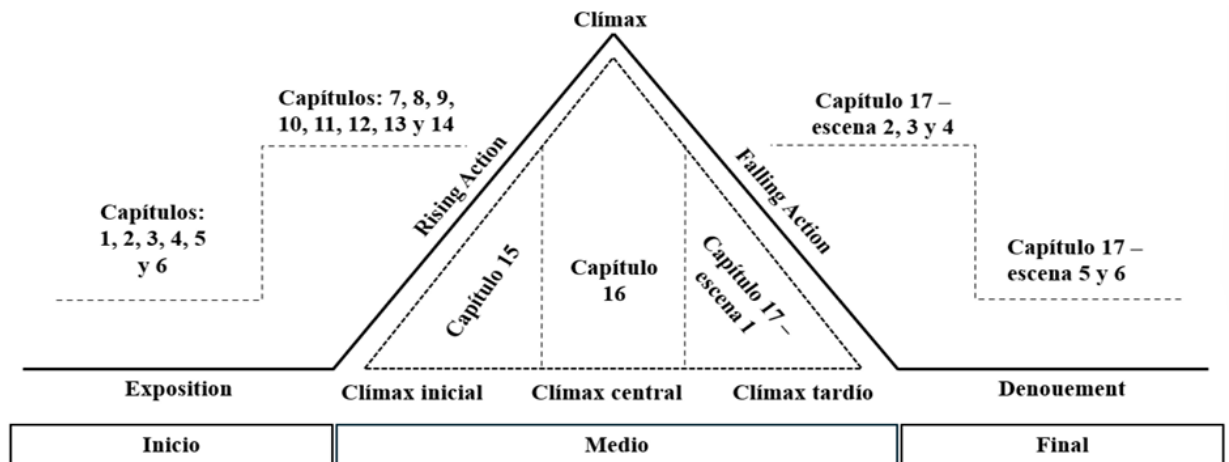 Clímax
Capítulos: 7, 8, 9,
10, 11, 12, 13 y 14
Capítulo 17 –
escena 2, 3 y 4
Rising Action
Falling Action
Capítulos:
1, 2, 3, 4, 5
y 6
Capítulo 15
Capítulo
16
Capítulo 17 –
escena 1
Capítulo 17 –
escena 5 y 6
Exposition
Clímax inicial
Clímax central
Clímax tardío
Denouement
Inicio
Medio
Final